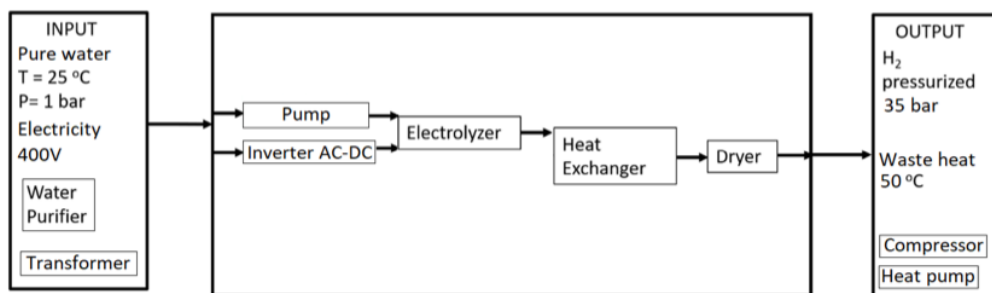 INPUT
Pure water
T = 25 °C
P= 1 bar
Electricity
400V
Water
Purifier
Transformer
Pump
Inverter AC-DC
Electrolyzer
Heat
Exchanger
Dryer
OUTPUT
H₂
pressurized
35 bar
Waste heat
50 °C
Compressor
Heat pump